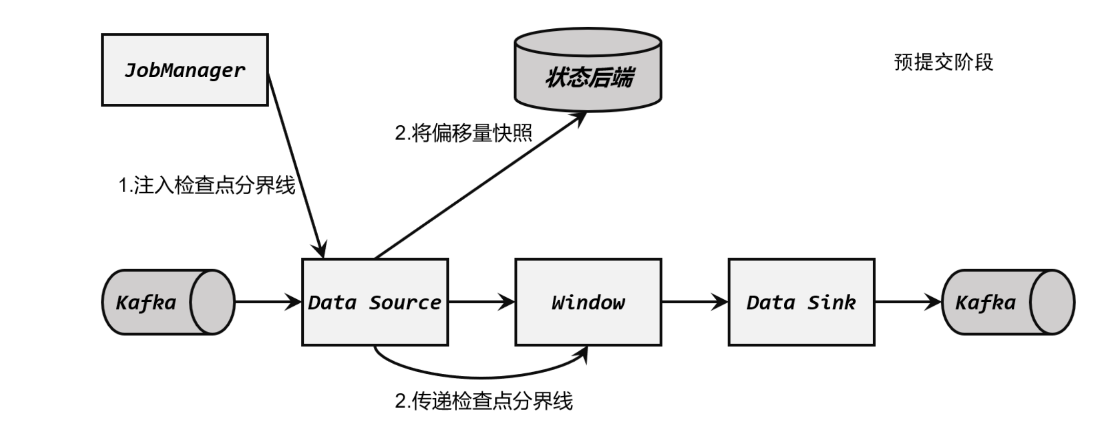 JobManager
状态后端
预提交阶段
2.将偏移量快照
1.注入检查点分界线
Kafka
Data Source
Window
Data Sink
Kafka
2.传递检查点分界线